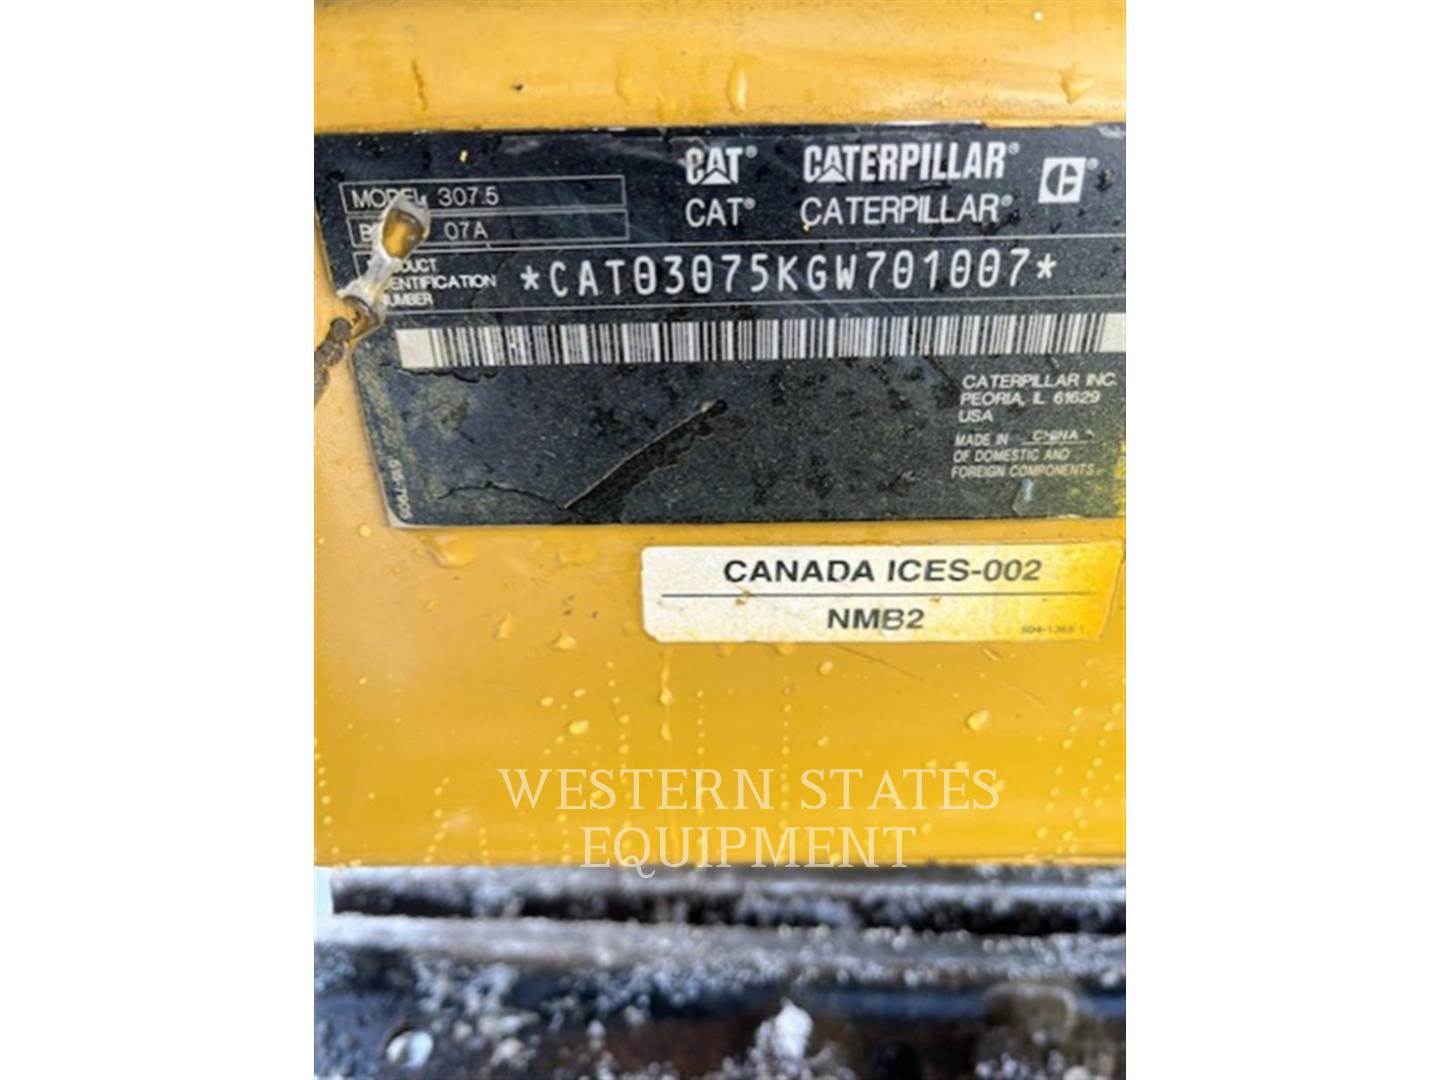 CAT® CATERPILLAR® C®
CAT® CATERPILLAR®
MODEL 307.5
07A
PRODUCT
IDENTIFICATION
NUMBER
*CAT03075KGW701007*
CATERPILLAR INC.
PEORIA, IL 61629
USA
MADE IN CHINA
OF DOMESTIC AND
FOREIGN COMPONENTS
CANADA ICES-002
NMB2
WESTERN STATES
EQUIPMENT